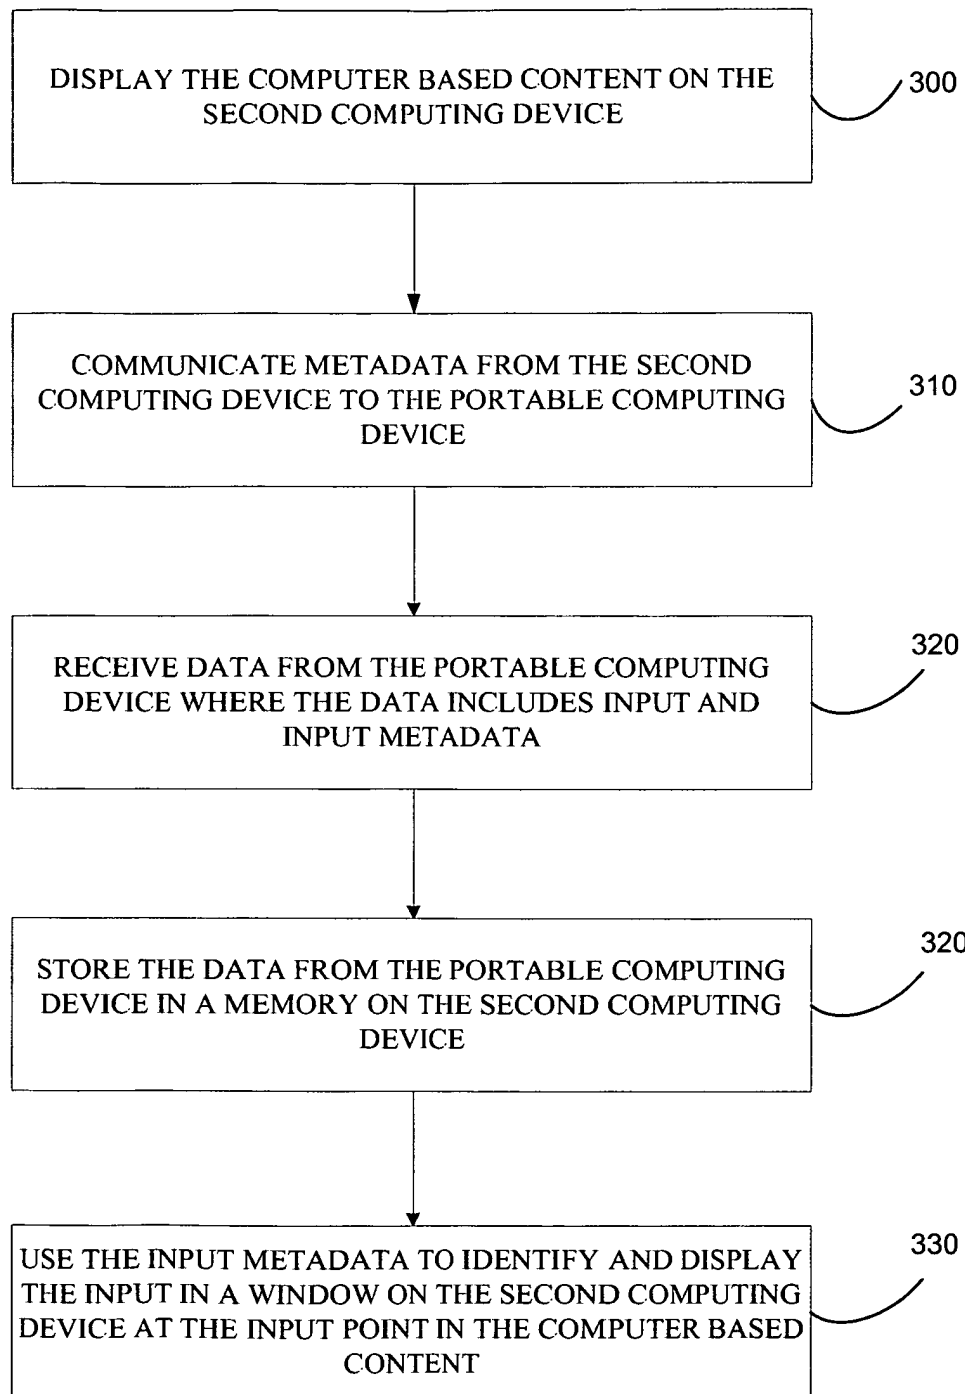 DISPLAY THE COMPUTER BASED CONTENT ON THE
SECOND COMPUTING DEVICE
300
COMMUNICATE METADATA FROM THE SECOND
COMPUTING DEVICE TO THE PORTABLE COMPUTING
DEVICE
310
RECEIVE DATA FROM THE PORTABLE COMPUTING
DEVICE WHERE THE DATA INCLUDES INPUT AND
INPUT METADATA
320
STORE THE DATA FROM THE PORTABLE COMPUTING
DEVICE IN A MEMORY ON THE SECOND COMPUTING
DEVICE
320
USE THE INPUT METADATA TO IDENTIFY AND DISPLAY
THE INPUT IN A WINDOW ON THE SECOND COMPUTING
DEVICE AT THE INPUT POINT IN THE COMPUTER BASED
CONTENT
330